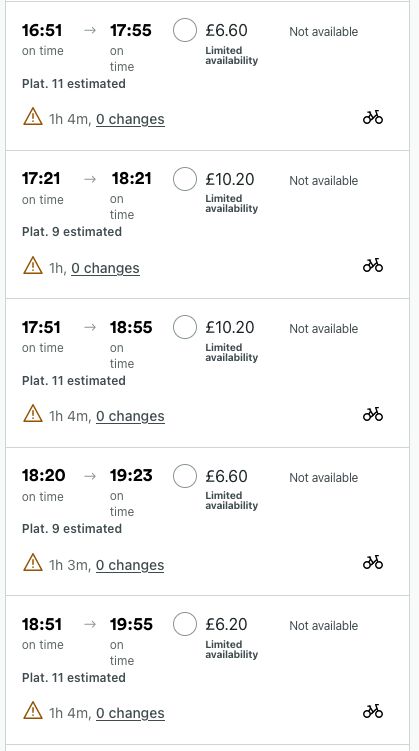 16:51 → 17:55 £6.60 Not available
on time on Limited
time availability
Plat. 11 estimated
1h 4m, 0 changes
17:21 → 18:21 £10.20 Not available
on time on Limited
time availability
Plat. 9 estimated
1h, 0 changes
17:51 → 18:55 £10.20 Not available
on time on Limited
time availability
Plat. 11 estimated
1h 4m, 0 changes
18:20 → 19:23 £6.60 Not available
on time on Limited
time availability
Plat. 9 estimated
1h 3m, 0 changes
18:51 → 19:55 £6.20 Not available
on time on Limited
time availability
Plat. 11 estimated
1h 4m, 0 changes